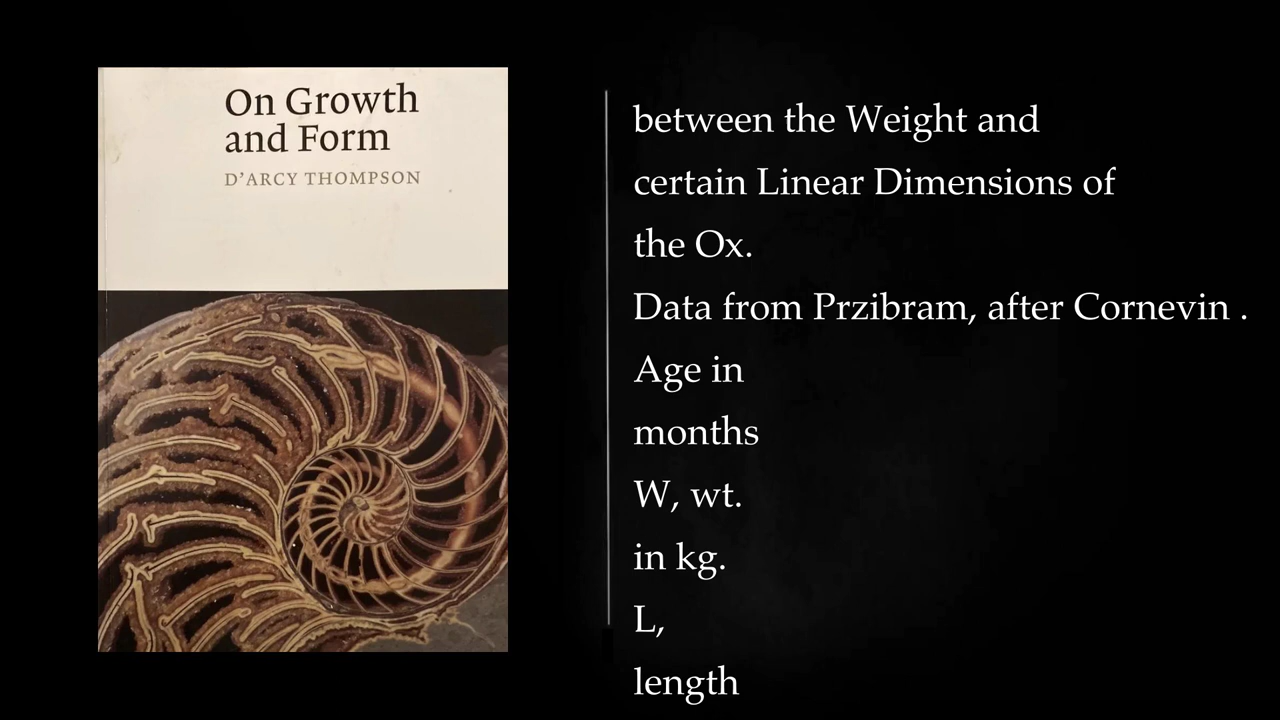 On Growth
and Form
D'ARCY THOMPSON
between the Weight and
certain Linear Dimensions of
the Ox.
Data from Przibram, after Cornevin .
Age in
months
W, wt.
in kg.
L,
length